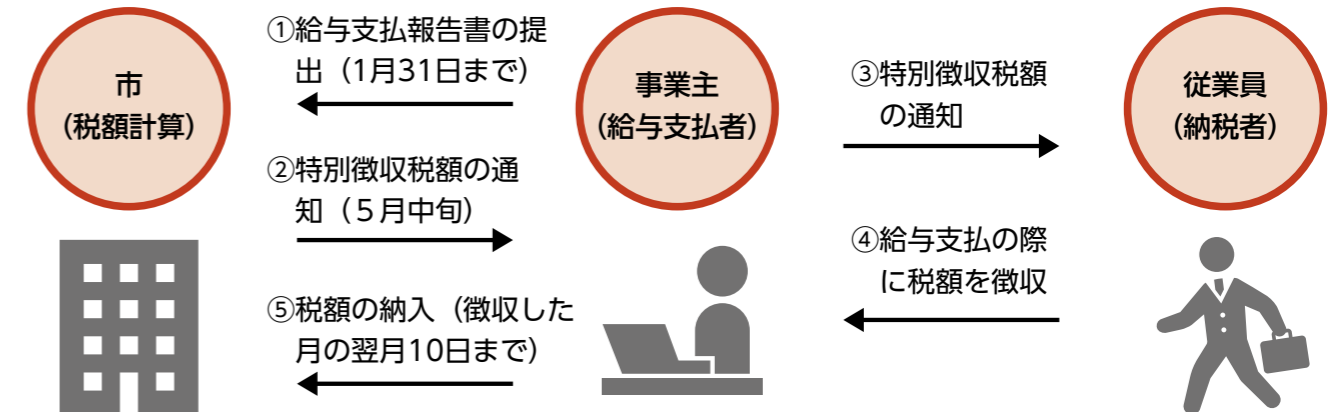 市
（税額計算）
①給与支払報告書の提
出（1月31日まで）
②特別徴収税額の通
知（５月中旬）
⑤税額の納入（徴収した
月の翌月10日まで）
事業主
（給与支払者）
③特別徴収税額
の通知
④給与支払の際
に税額を徴収
従業員
（納税者）